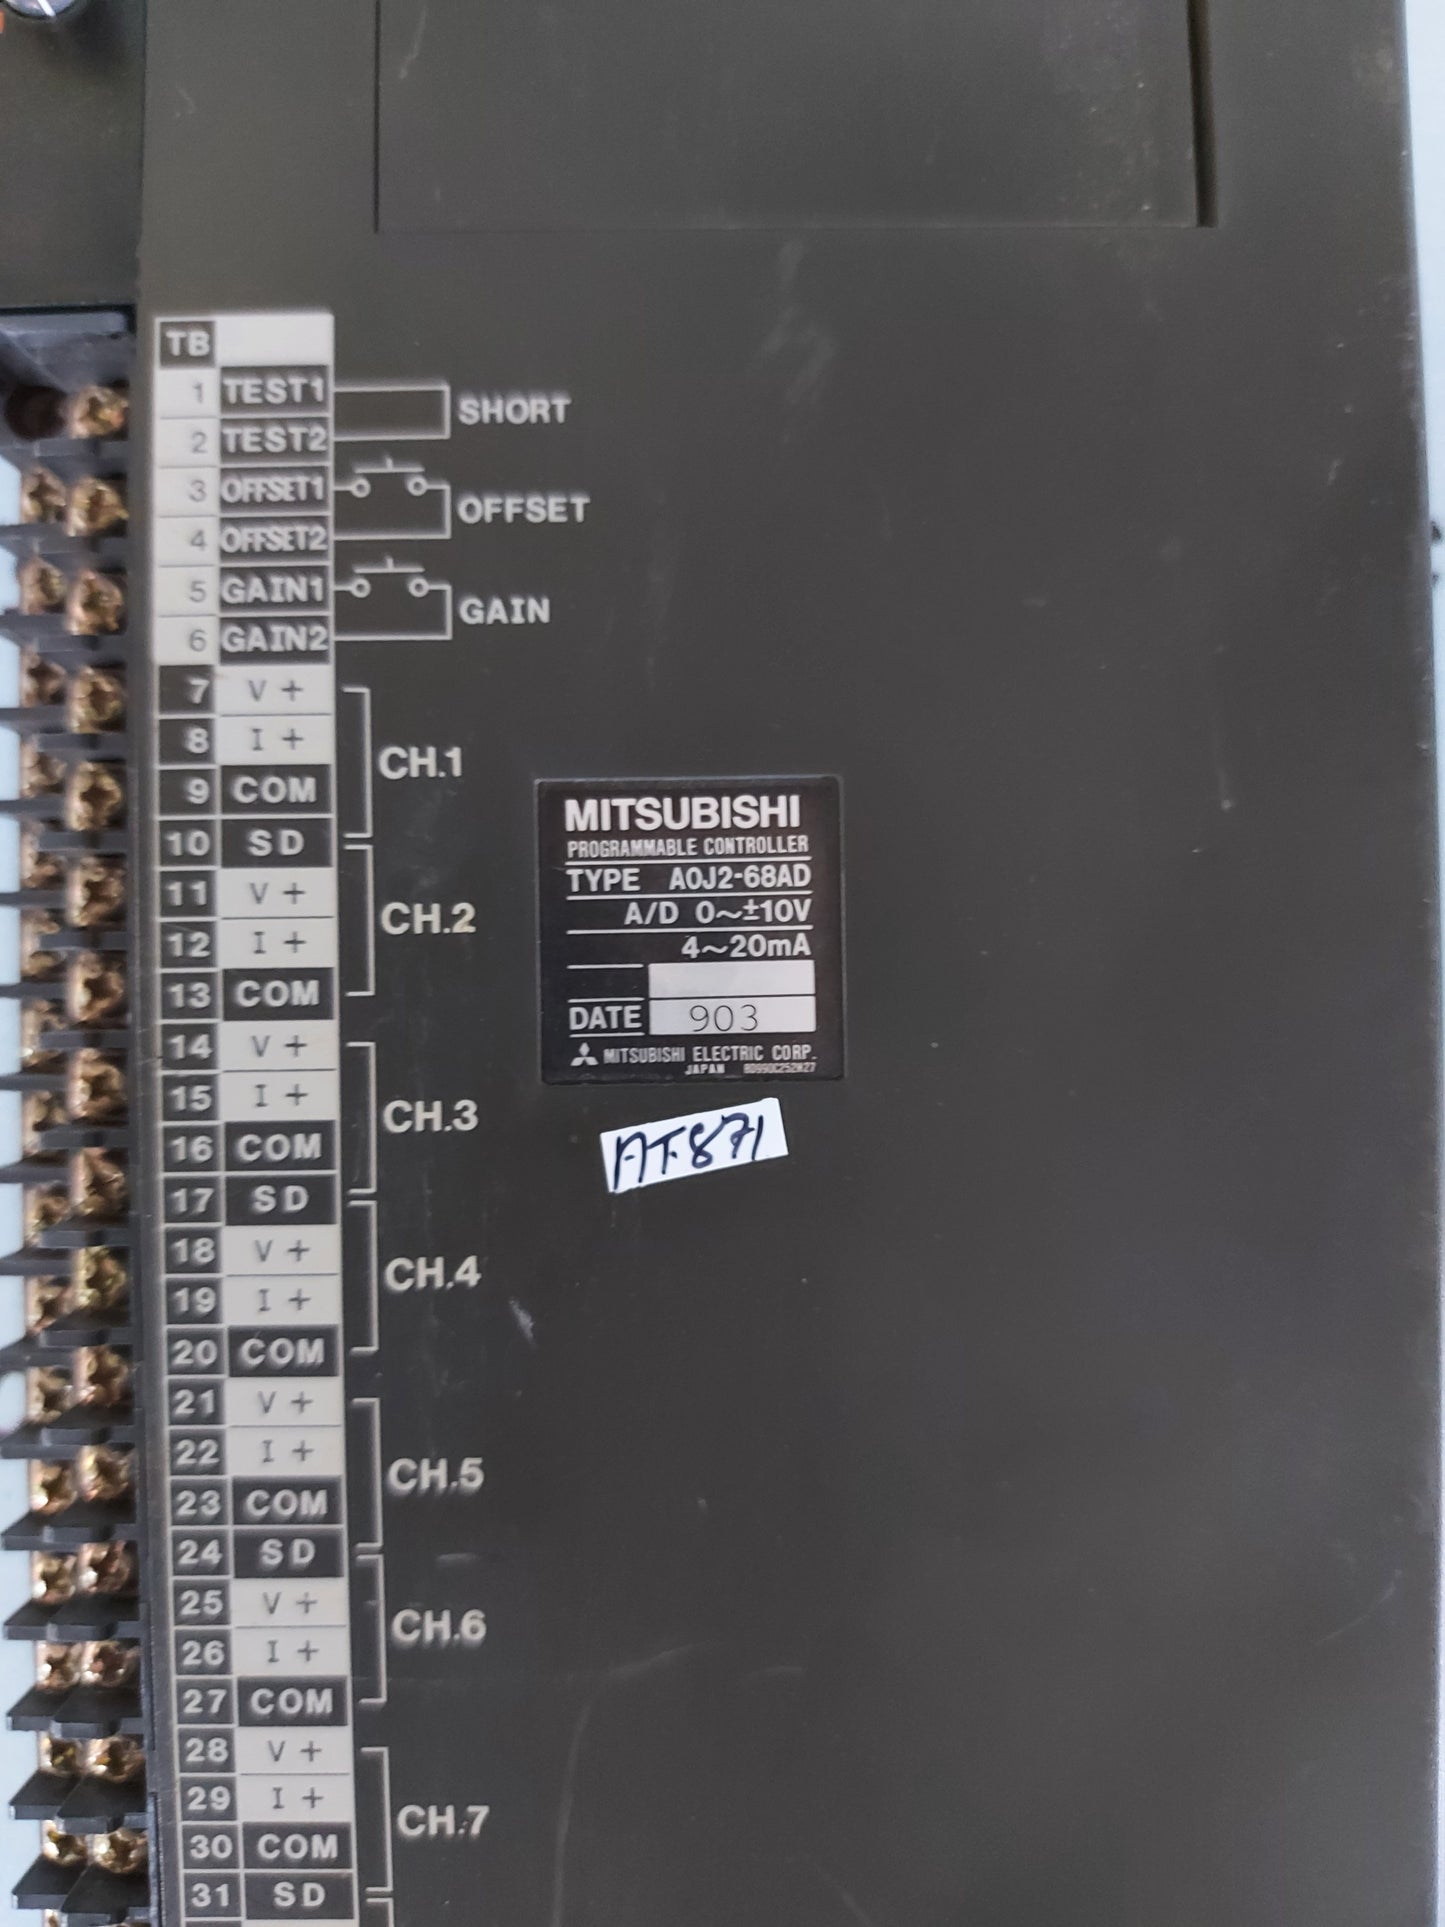 TB
1 TEST1
2 TEST2
SHORT
3 OFFSET1
4 OFFSET2
OFFSET
5 GAIN1
6 GAIN2
GAIN
7 V +
8 I +
9 COM
10 SD
CH.1
11 V +
12 I +
13 COM
CH.2
14 V +
15 I +
16 COM
17 SD
CH.3
18 V +
19 I +
20 COM
CH.4
21 V +
22 I +
23 COM
24 SD
CH.5
25 V +
26 I +
27 COM
CH.6
28 V +
29 I +
30 COM
31 SD
CH.7
MITSUBISHI
PROGRAMMABLE CONTROLLER
TYPE A0J2-68AD
A/D 0~±10V
4~20mA
DATE 903
MITSUBISHI ELECTRIC CORP.
JAPAN BD990C252H27
AT-871